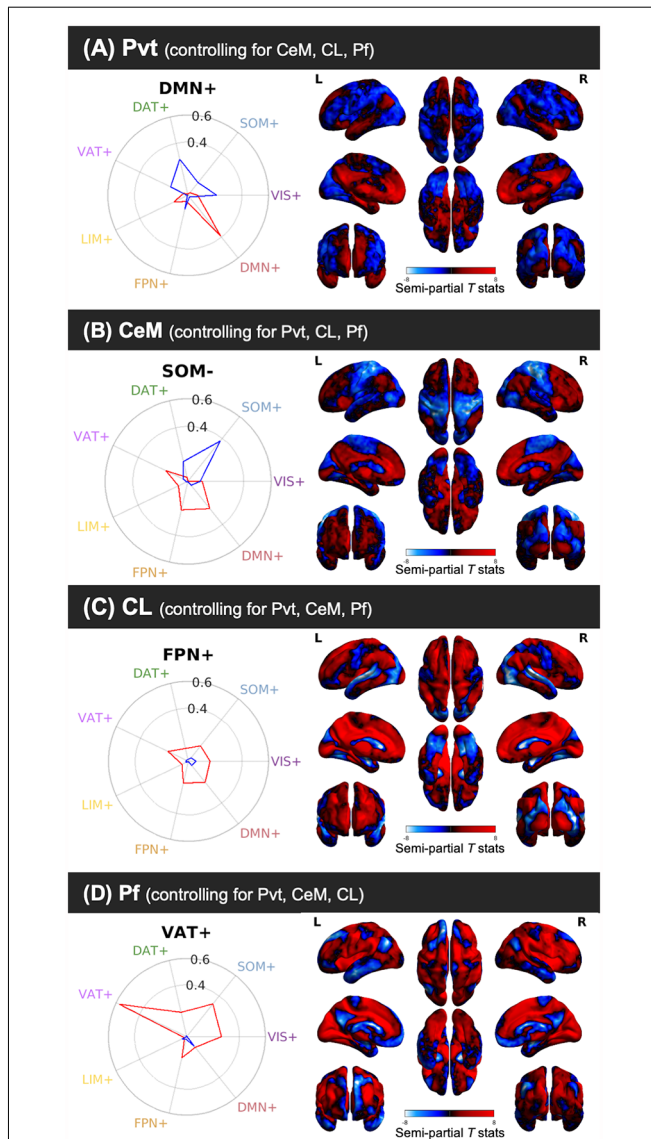 (A) Pvt (controlling for CeM, CL, Pf)
DMN+
DAT+
0.6
SOM+
0.4
VAT+
VIS+
LIM+
DMN+
FPN+
L
R
-8
8
Semi-partial T stats
(B) CeM (controlling for Pvt, CL, Pf)
SOM-
DAT+
0.6
SOM+
0.4
VAT+
VIS+
LIM+
DMN+
FPN+
L
R
-8
8
Semi-partial T stats
(C) CL (controlling for Pvt, CeM, Pf)
FPN+
DAT+
0.6
SOM+
0.4
VAT+
VIS+
LIM+
DMN+
FPN+
L
R
-8
8
Semi-partial T stats
(D) Pf (controlling for Pvt, CeM, CL)
VAT+
DAT+
0.6
SOM+
0.4
VAT+
VIS+
LIM+
DMN+
FPN+
L
R
-8
8
Semi-partial T stats